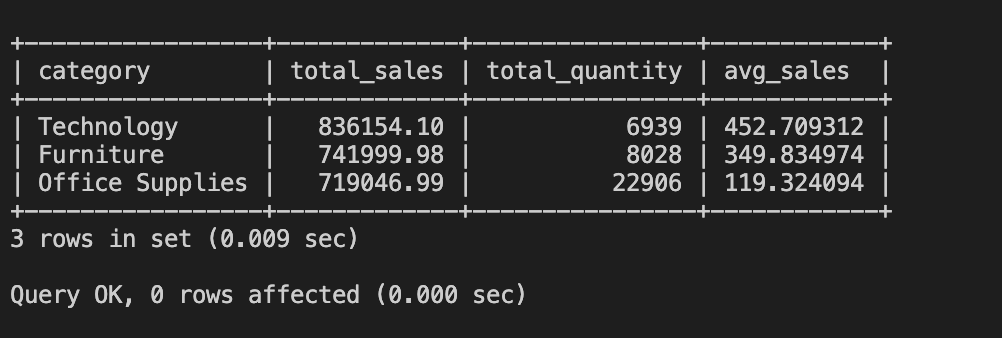 +-----------------+-------------+----------------+------------+
| category        | total_sales | total_quantity | avg_sales  |
+-----------------+-------------+----------------+------------+
| Technology      |   836154.10 |           6939 | 452.709312 |
| Furniture       |   741999.98 |           8028 | 349.834974 |
| Office Supplies |   719046.99 |          22906 | 119.324094 |
+-----------------+-------------+----------------+------------+
3 rows in set (0.009 sec)

Query OK, 0 rows affected (0.000 sec)